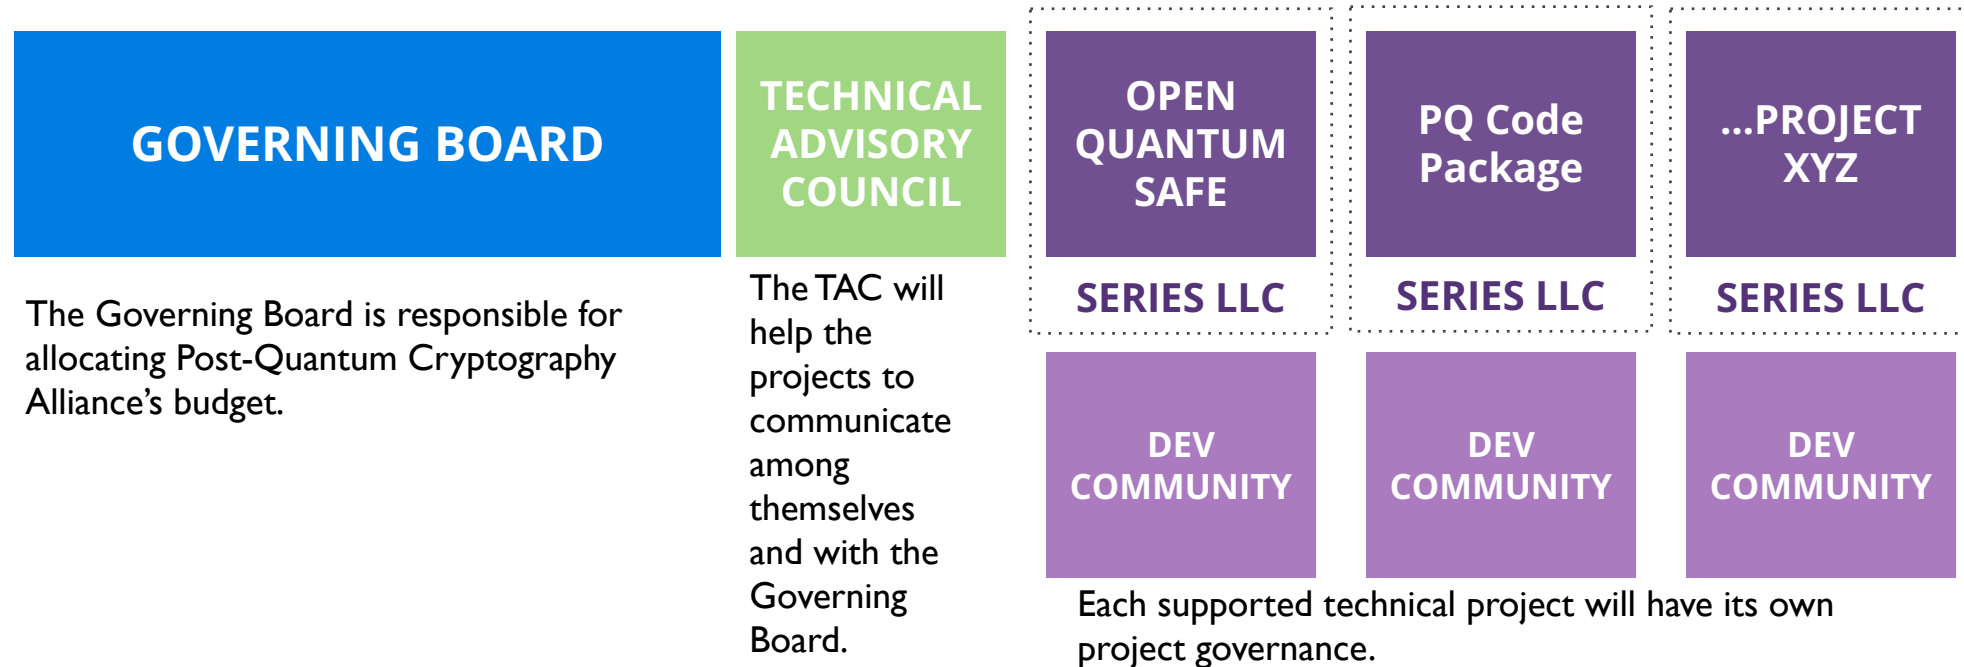 GOVERNING BOARD
The Governing Board is responsible for
allocating Post-Quantum Cryptography
Alliance’s budget.
TECHNICAL
ADVISORY
COUNCIL
The TAC will
help the
projects to
communicate
among
themselves
and with the
Governing
Board.
OPEN
QUANTUM
SAFE
SERIES LLC
PQ Code
Package
SERIES LLC
...PROJECT
XYZ
SERIES LLC
DEV
COMMUNITY
DEV
COMMUNITY
DEV
COMMUNITY
Each supported technical project will have its own
project governance.